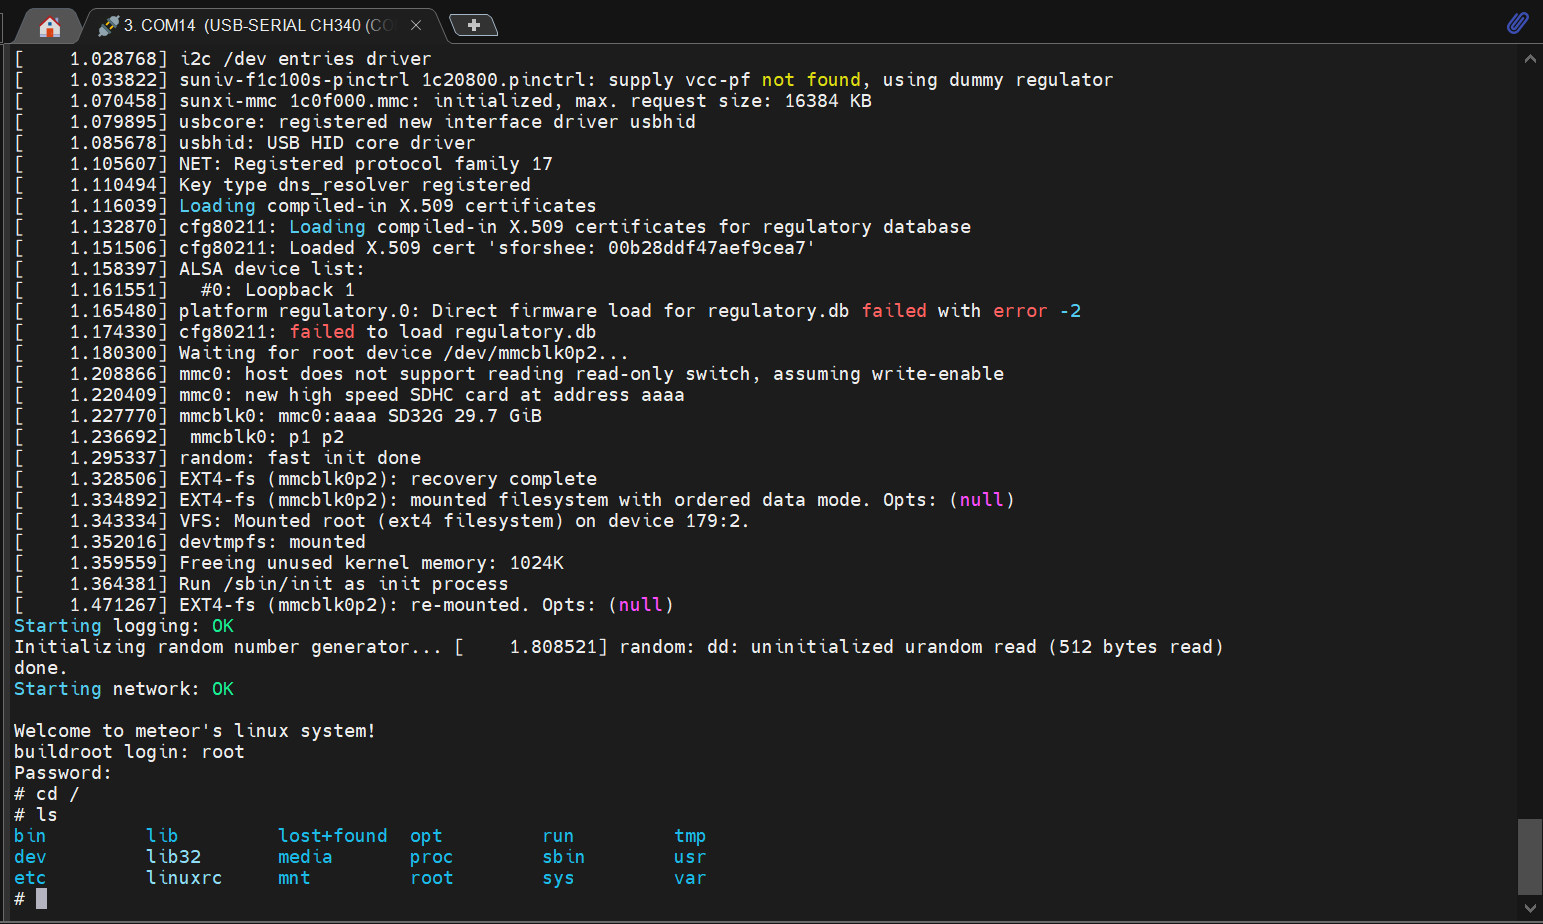 3. COM14 (USB-SERIAL CH340 (CO
[    1.028768] i2c /dev entries driver
[    1.033822] suniv-f1c100s-pinctrl 1c20800.pinctrl: supply vcc-pf not found, using dummy regulator
[    1.070458] sunxi-mmc 1c0f000.mmc: initialized, max. request size: 16384 KB
[    1.079895] usbcore: registered new interface driver usbhid
[    1.085678] usbhid: USB HID core driver
[    1.105607] NET: Registered protocol family 17
[    1.110494] Key type dns_resolver registered
[    1.116039] Loading compiled-in X.509 certificates
[    1.132870] cfg80211: Loading compiled-in X.509 certificates for regulatory database
[    1.151506] cfg80211: Loaded X.509 cert 'sforshee: 00b28ddf47aef9cea7'
[    1.158397] ALSA device list:
[    1.161551]   #0: Loopback 1
[    1.165480] platform regulatory.0: Direct firmware load for regulatory.db failed with error -2
[    1.174330] cfg80211: failed to load regulatory.db
[    1.180300] Waiting for root device /dev/mmcblk0p2...
[    1.208866] mmc0: host does not support reading read-only switch, assuming write-enable
[    1.220409] mmc0: new high speed SDHC card at address aaaa
[    1.227770] mmcblk0: mmc0:aaaa SD32G 29.7 GiB
[    1.236692]  mmcblk0: p1 p2
[    1.295337] random: fast init done
[    1.328506] EXT4-fs (mmcblk0p2): recovery complete
[    1.334892] EXT4-fs (mmcblk0p2): mounted filesystem with ordered data mode. Opts: (null)
[    1.343334] VFS: Mounted root (ext4 filesystem) on device 179:2.
[    1.352016] devtmpfs: mounted
[    1.359559] Freeing unused kernel memory: 1024K
[    1.364381] Run /sbin/init as init process
[    1.471267] EXT4-fs (mmcblk0p2): re-mounted. Opts: (null)
Starting logging: OK
Initializing random number generator... [    1.808521] random: dd: uninitialized urandom read (512 bytes read)
done.
Starting network: OK
Welcome to meteor's linux system!
buildroot login: root
Password:
# cd /
# ls
bin         lib         lost+found  opt         run         tmp
dev         lib32       media       proc        sbin        usr
etc         linuxrc     mnt         root        sys         var
#